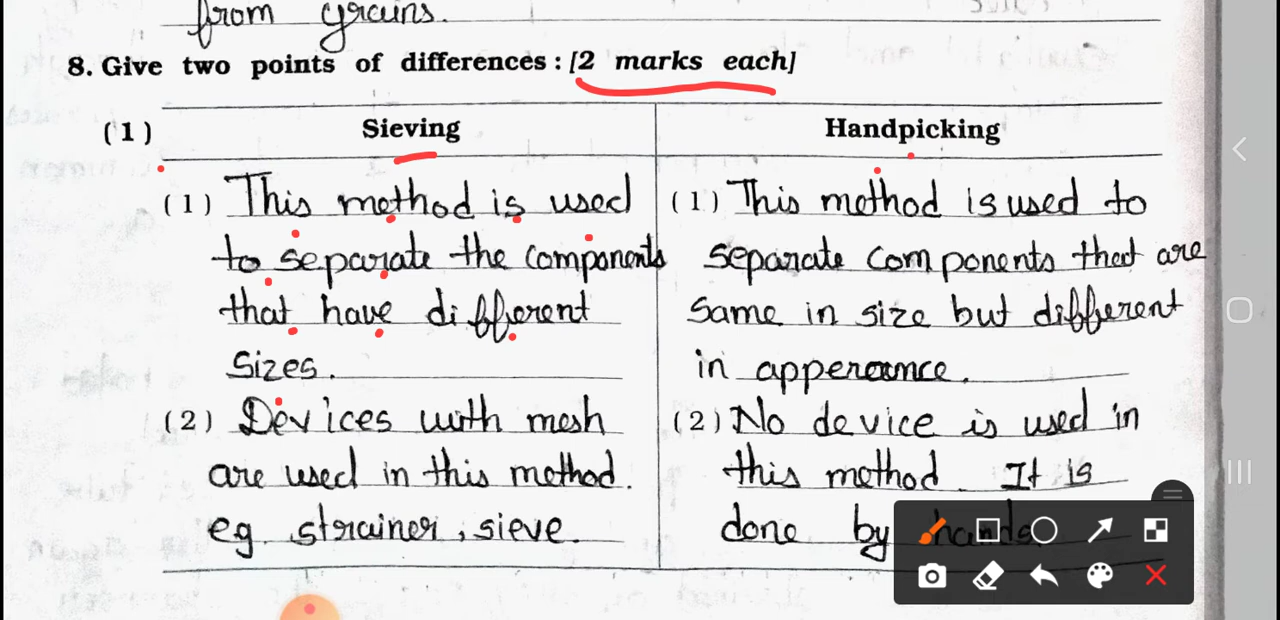 from grains.
8. Give two points of differences : [2 marks each]
(1) Sieving Handpicking
(1) This method is used
to separate the components
that have different
sizes.
(2) Devices with mesh
are used in this method.
eg. strainer, sieve.
(1) This method is used to
separate components that are
same in size but different
in apperance.
(2) No device is used in
this method. It is
done by hands.